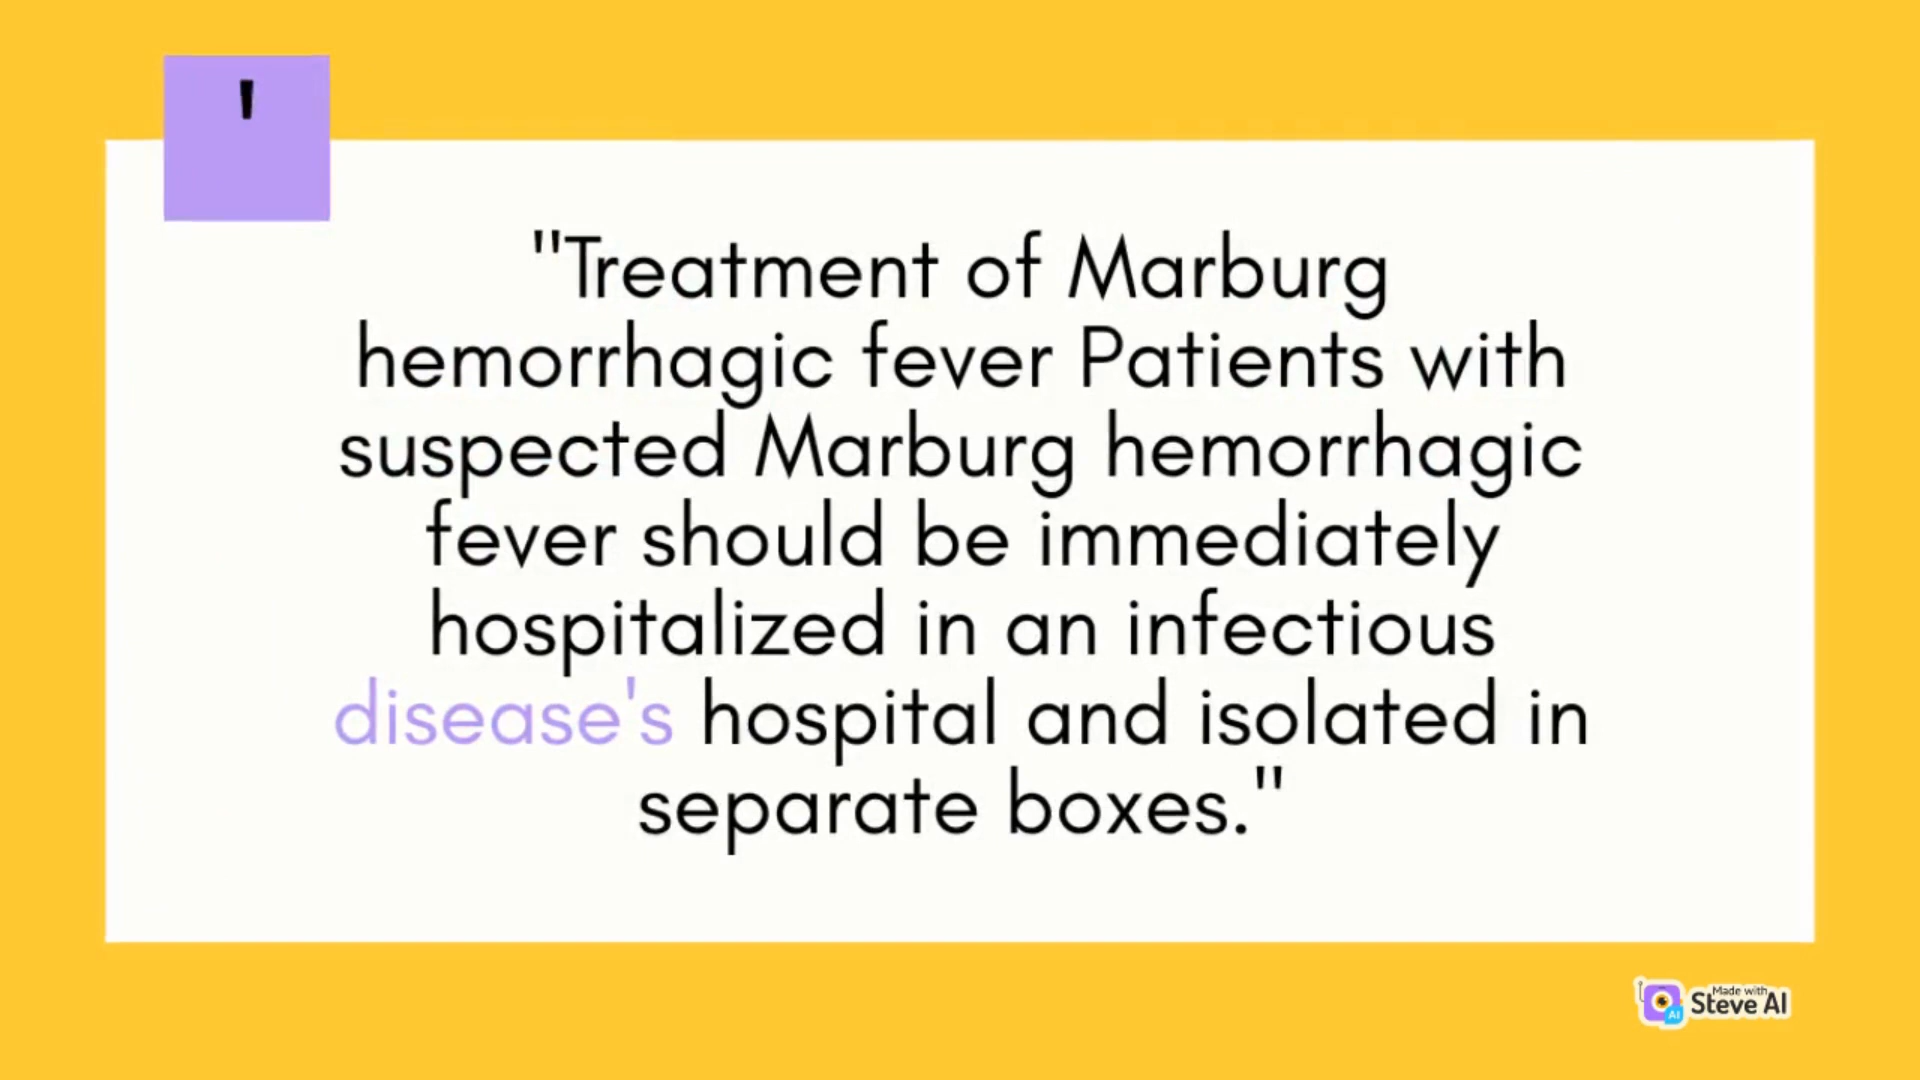 '
"Treatment of Marburg
hemorrhagic fever Patients with
suspected Marburg hemorrhagic
fever should be immediately
hospitalized in an infectious
disease's hospital and isolated in
separate boxes."
Made with
Steve AI
AI